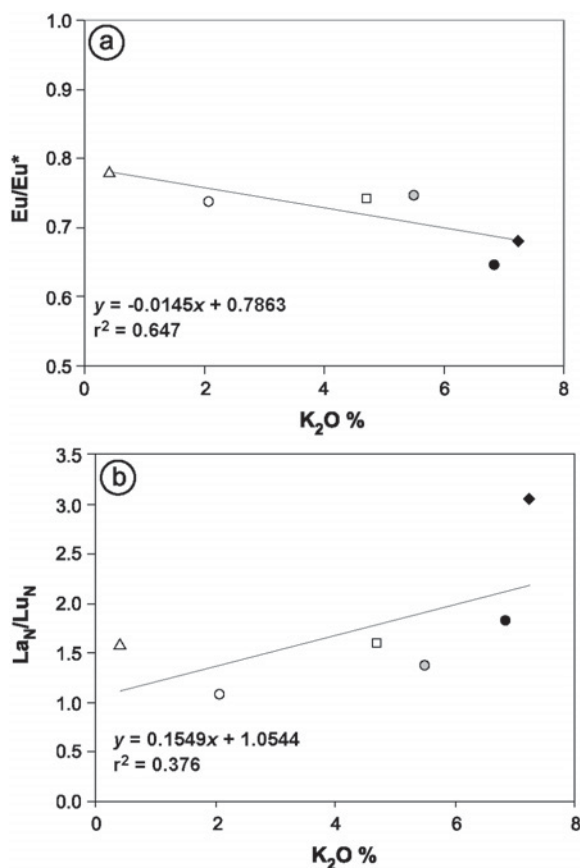 a
1.0
0.9
0.8
0.7
0.6
0.5
Eu/Eu*
y = -0.0145x + 0.7863
r² = 0.647
0 2 4 6 8
K₂O %
b
3.5
3.0
2.5
2.0
1.5
1.0
0.5
0.0
Laₙ/Luₙ
y = 0.1549x + 1.0544
r² = 0.376
0 2 4 6 8
K₂O %